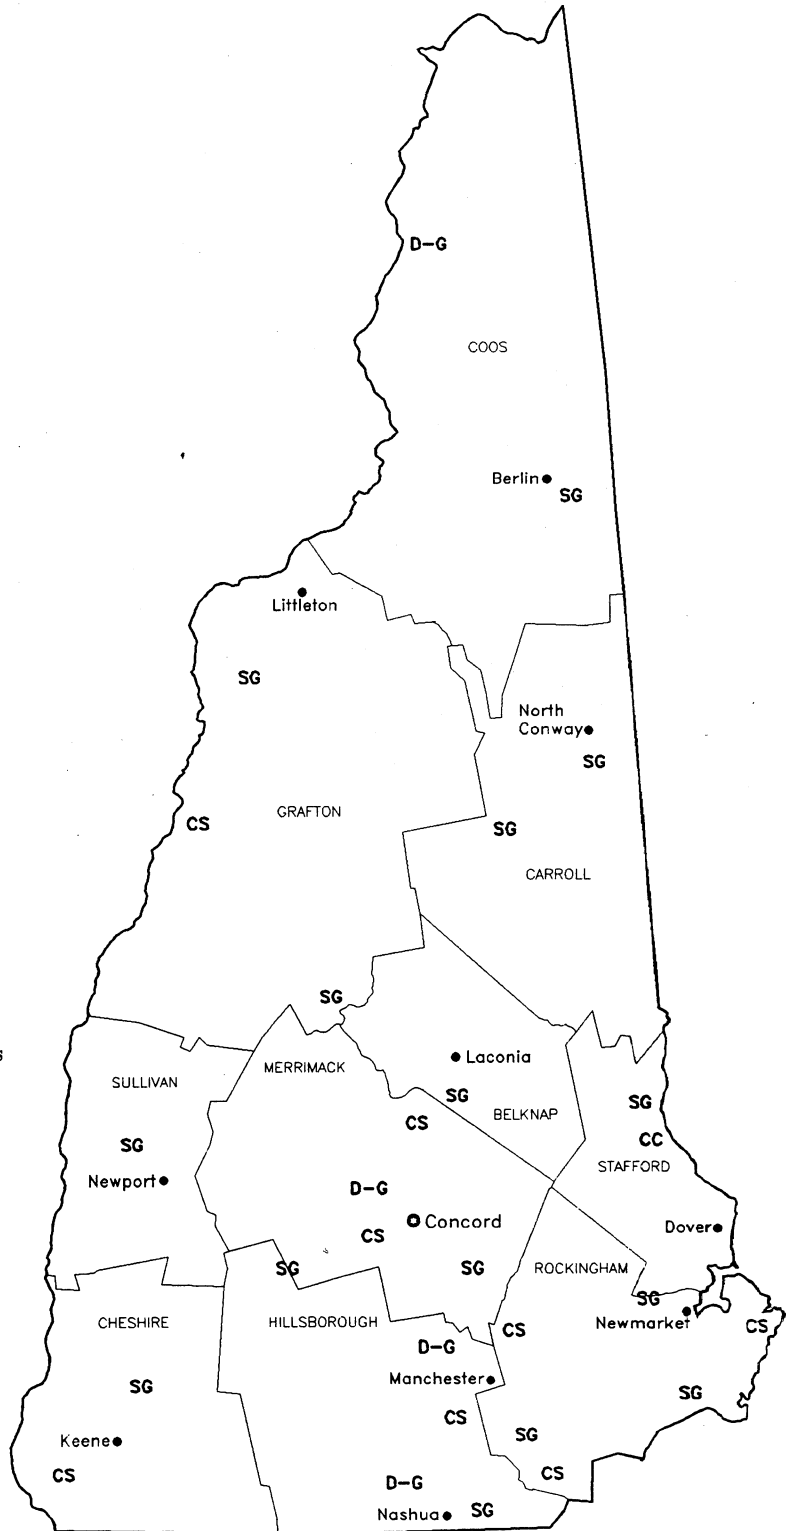 D-G
COOS
Berlin
SG
Littleton
SG
North
Conway
SG
CS
GRAFTON
SG
CARROLL
SG
Laconia
MERRIMACK
SULLIVAN
SG
BELKNAP
CS
SG
CC
SG
STAFFORD
Newport
D-G
Concord
Dover
CS
SG
SG
ROCKINGHAM
SG
CHESHIRE
HILLSBOROUGH
Newmarket
CS
CS
D-G
Manchester
SG
SG
CS
SG
Keene
CS
CS
D-G
SG
Nashua